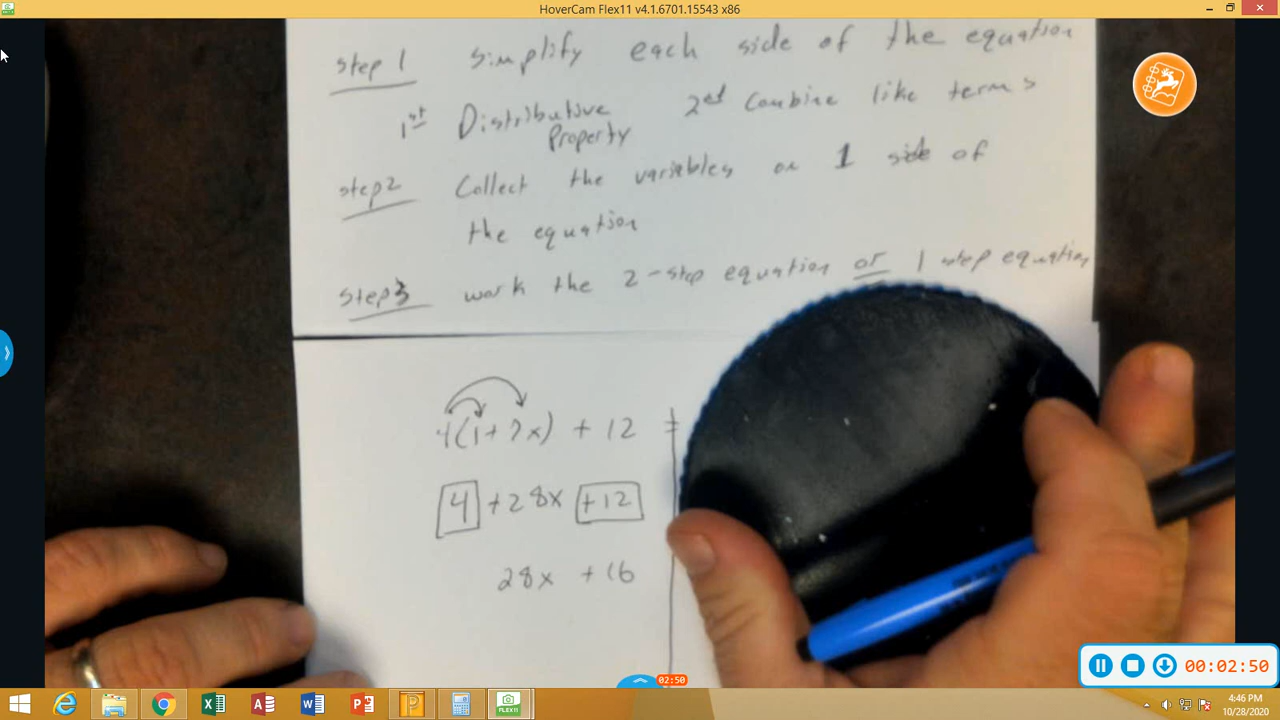 HoverCam Flex11 v4.1.6701.15543 x86
step 1 simplify each side of the equation
1st Distributive Property 2nd Combine like terms
step2 Collect the variables on 1 side of
the equation
step3 work the 2-step equation or 1 step equation
4(1+7x) + 12 =
4 +28x +12
28x +16
00:02:50
02:50
FLEX11
4:46 PM
10/28/2020